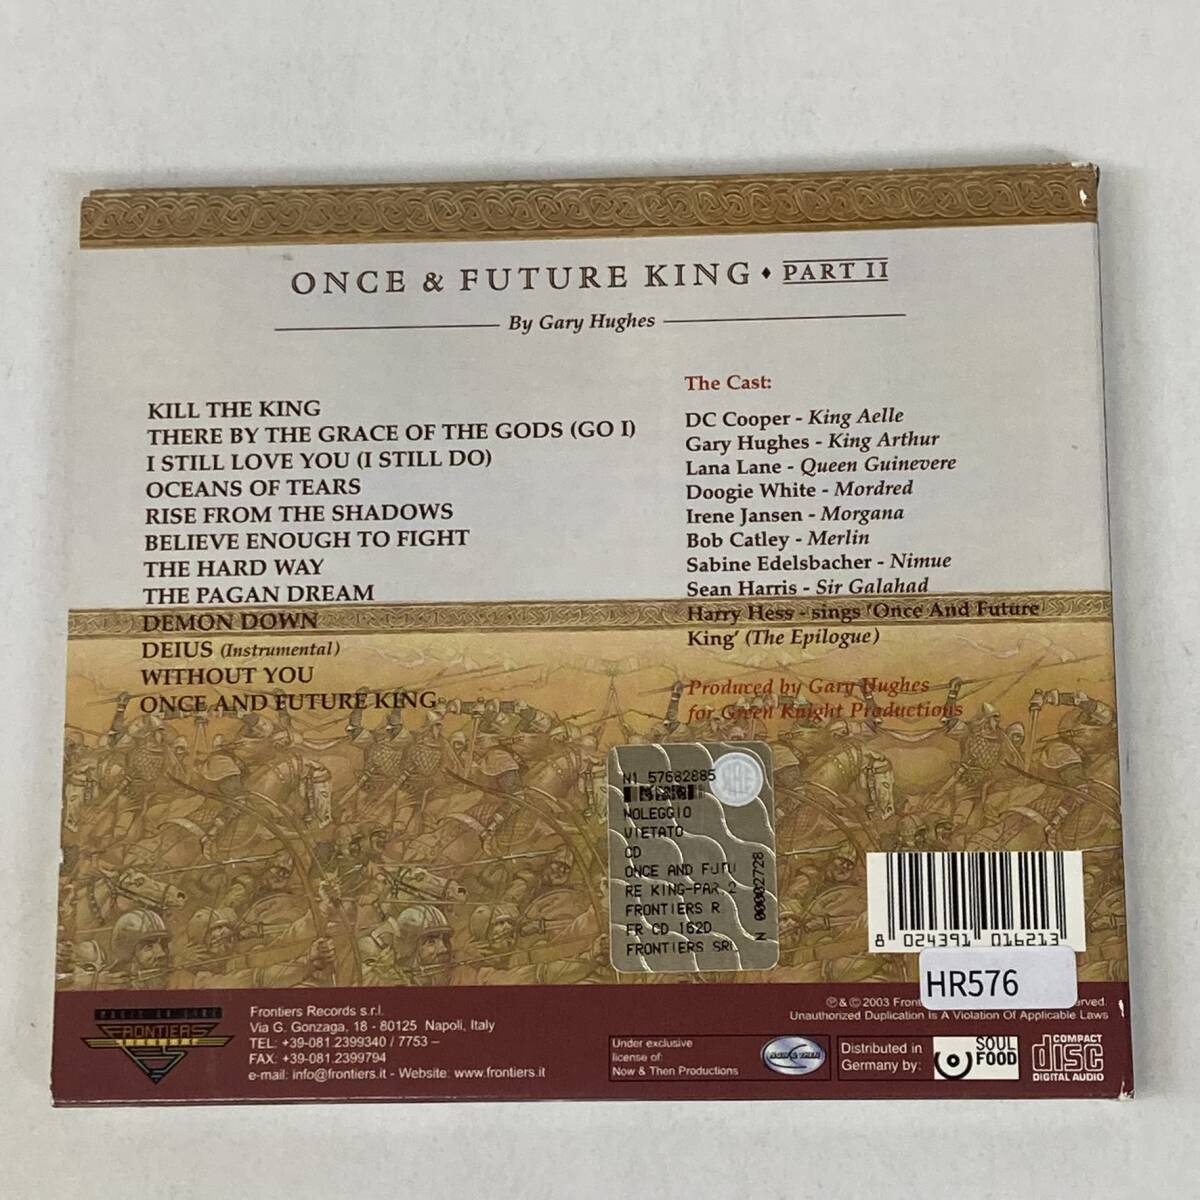 ONCE & FUTURE KING ♦ PART II
By Gary Hughes
KILL THE KING
THERE BY THE GRACE OF THE GODS (GO I)
I STILL LOVE YOU (I STILL DO)
OCEANS OF TEARS
RISE FROM THE SHADOWS
BELIEVE ENOUGH TO FIGHT
THE HARD WAY
THE PAGAN DREAM
DEMON DOWN
DEIUS (Instrumental)
WITHOUT YOU
ONCE AND FUTURE KING
The Cast:
DC Cooper - King Aelle
Gary Hughes - King Arthur
Lana Lane - Queen Guinevere
Doogie White - Mordred
Irene Jansen - Morgana
Bob Catley - Merlin
Sabine Edelsbacher - Nimue
Sean Harris - Sir Galahad
Harry Hess - sings 'Once And Future
King' (The Epilogue)
Produced by Gary Hughes
for Green Knight Productions
N1 57682885
NOLEGGIO
VIETATO
CD
ONCE AND FUTU
RE KING-PAR 2
FRONTIERS R
FR CD 162D
FRONTIERS SRL
N 00002728
8 024391 016213
HR576
FRONTIERS
RECORDS
Frontiers Records s.r.l.
Via G. Gonzaga, 18 - 80125 Napoli, Italy
TEL: +39-081.2399340 / 7753 –
FAX: +39-081.2399794
e-mail: info@frontiers.it - Website: www.frontiers.it
℗ & © 2003 Front
rved.
Unauthorized Duplication Is A Violation Of Applicable Laws
Under exclusive
license of:
Now & Then Productions
NOW & THEN
Distributed in
Germany by:
SOUL
FOOD
COMPACT
disc
DIGITAL AUDIO